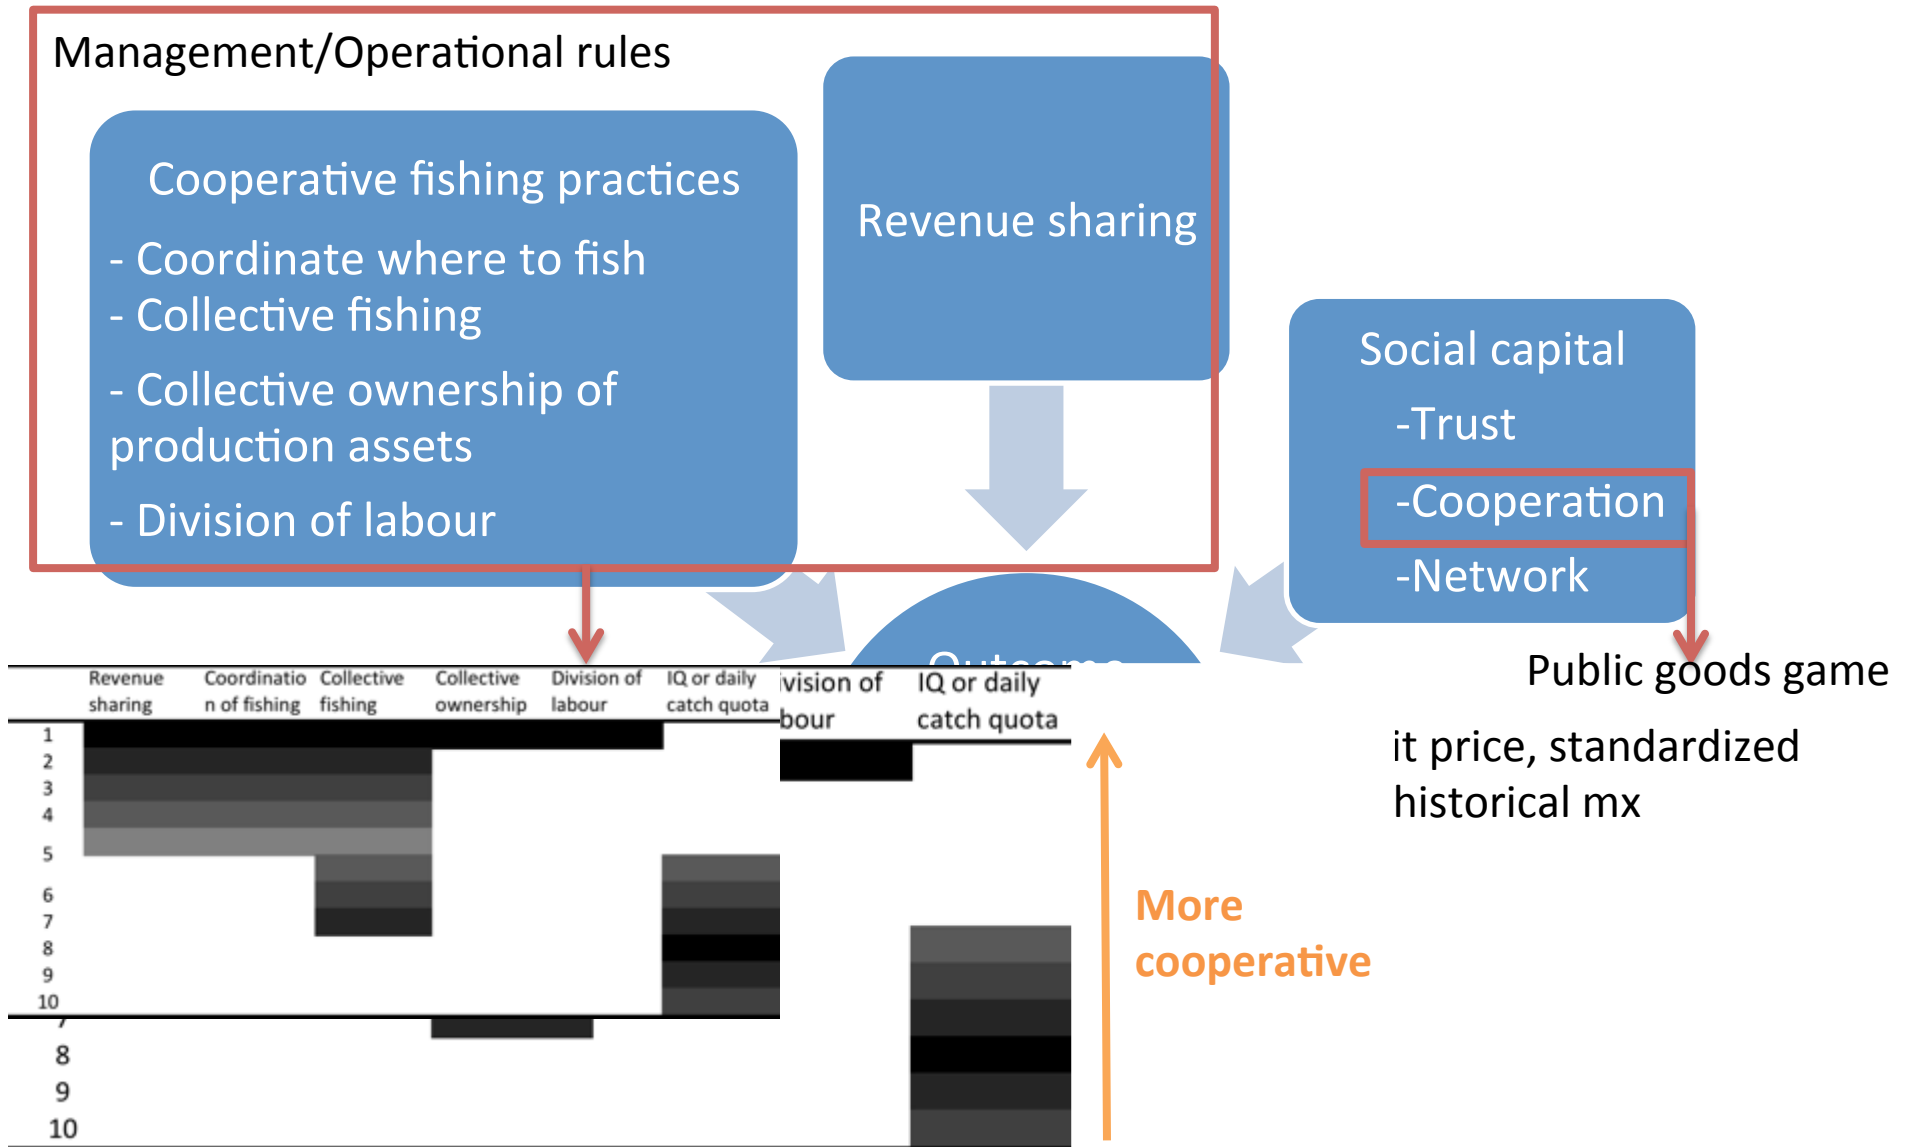 Management/Operational rules
Cooperative fishing practices
- Coordinate where to fish
- Collective fishing
- Collective ownership of
production assets
- Division of labour
Revenue sharing
Social capital
-Trust
-Cooperation
-Network
Public goods game
it price, standardized
historical mx
Revenue Coordinatio Collective Collective Division of IQ or daily
sharing n of fishing fishing ownership labour catch quota
1
2
3
4
5
6
7
8
9
10
vision of IQ or daily
bour catch quota
8
9
10
More
cooperative